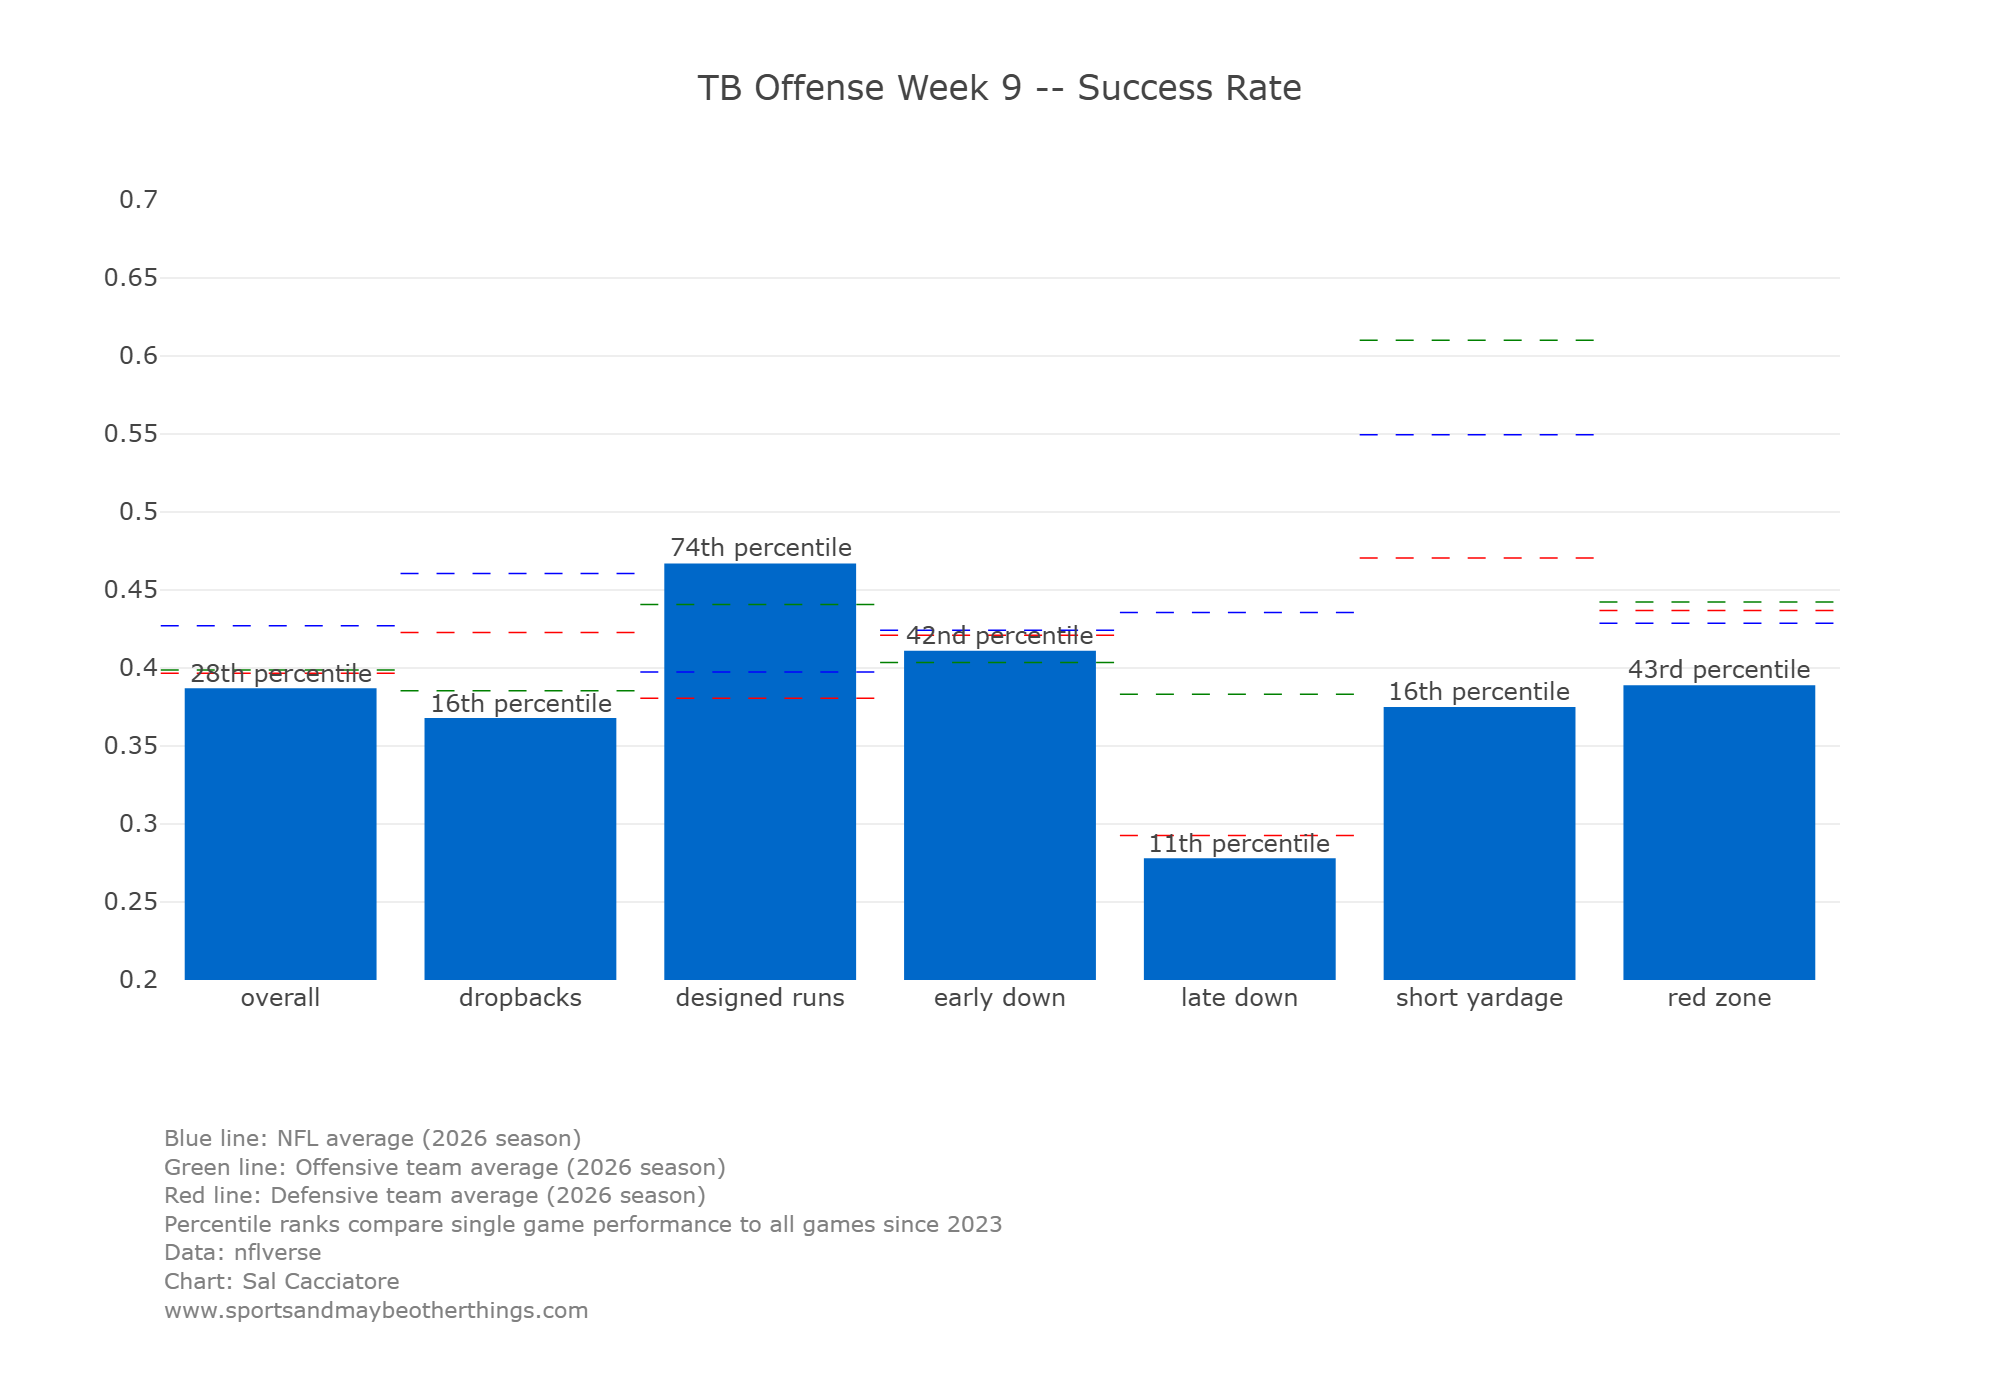 TB Offense Week 9 -- Success Rate
0.7
0.65
0.6
0.55
0.5
0.45
0.4
0.35
0.3
0.25
0.2
28th percentile
16th percentile
74th percentile
42nd percentile
11th percentile
16th percentile
43rd percentile
overall
dropbacks
designed runs
early down
late down
short yardage
red zone
Blue line: NFL average (2026 season)
Green line: Offensive team average (2026 season)
Red line: Defensive team average (2026 season)
Percentile ranks compare single game performance to all games since 2023
Data: nflverse
Chart: Sal Cacciatore
www.sportsandmaybeotherthings.com